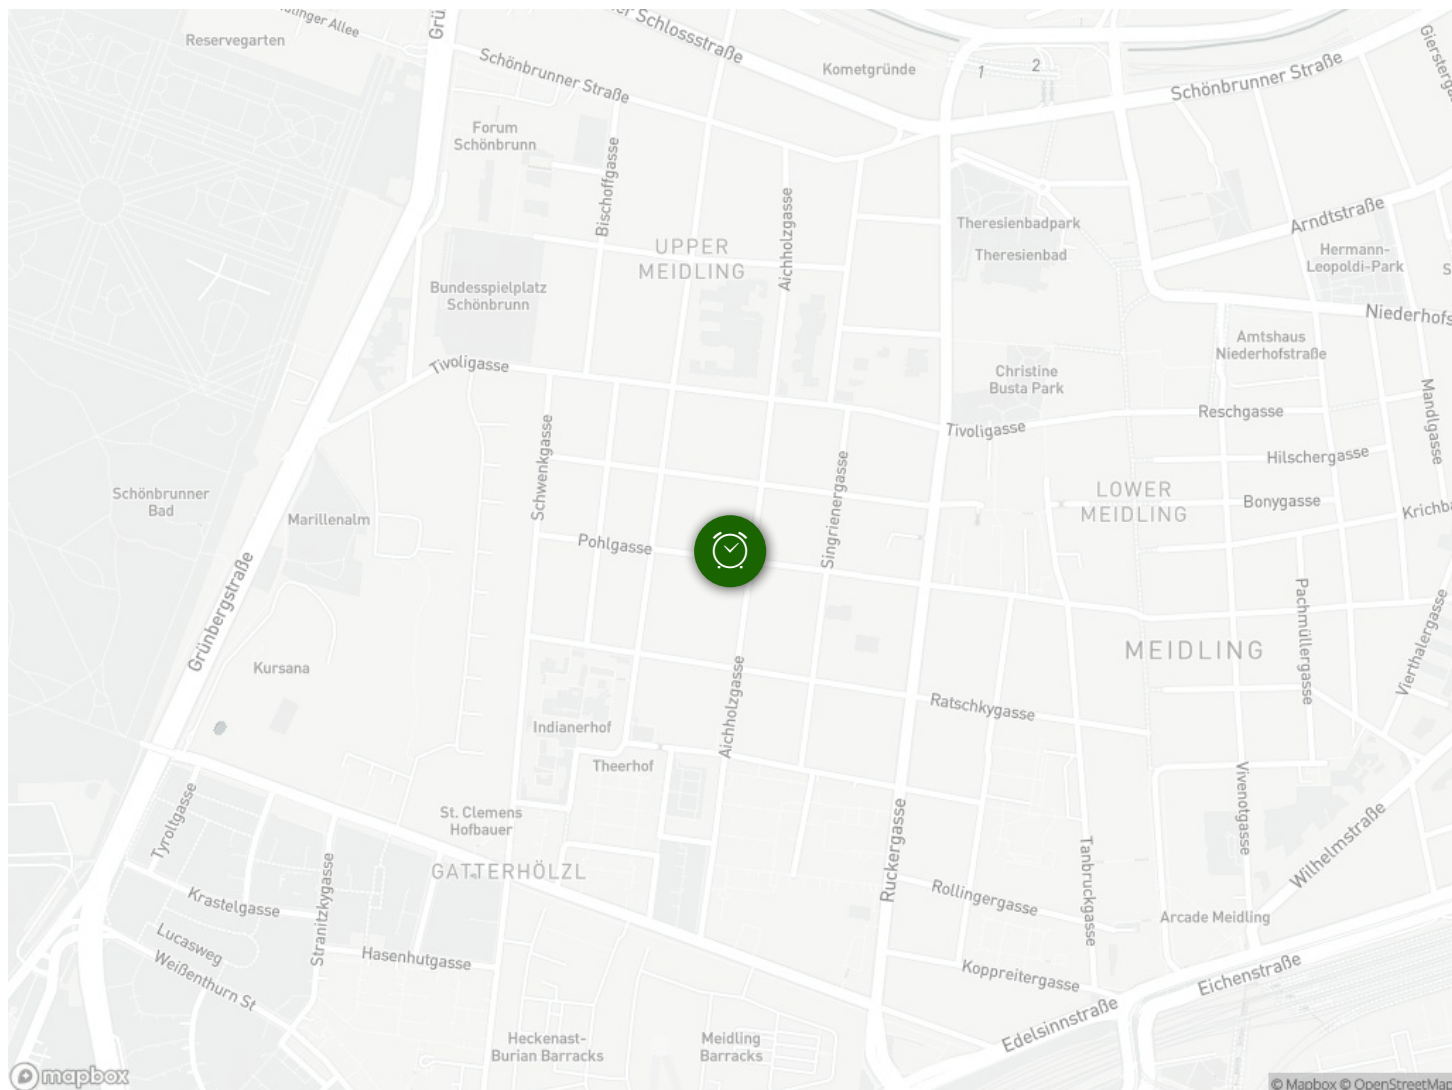 Reservegarten
Grü
Schlossstraße
Schönbrunner Straße
Kometgründe
1
2
Schönbrunner Straße
Forum
Schönbrunn
Bischoffgasse
Aichholzgasse
UPPER
MEIDLING
Theresienbadpark
Theresienbad
Arndtstraße
Hermann-
Leopoldi-Park
Bundesspielplatz
Schönbrunn
Niederhofs
Amtshaus
Niederhofstraße
Tivoligasse
Christine
Busta Park
Mandlgasse
Reschgasse
Tivoligasse
Schwenkgasse
Hilschergasse
Singrienergasse
LOWER
MEIDLING
Bonygasse
Schönbrunner
Bad
Marillenalm
Krichba
Pohlgasse
Grünbergstraße
Pachmüllergasse
Vierthalergasse
MEIDLING
Kursana
Aichholzgasse
Ratschkygasse
Indianerhof
Theerhof
Vivenotgasse
Tyroltgasse
St. Clemens
Hofbauer
Ruckergasse
Tanbruckgasse
Wilhelmstraße
GATTERHÖLZL
Krastelgasse
Stranitzkygasse
Rollingergasse
Arcade Meidling
Lucasweg
Hasenhutgasse
Weißenthurn St
Koppreitergasse
Eichenstraße
Edelsinnstraße
Heckenast-
Burian Barracks
Meidling
Barracks
mapbox
© Mapbox © OpenStreetMap